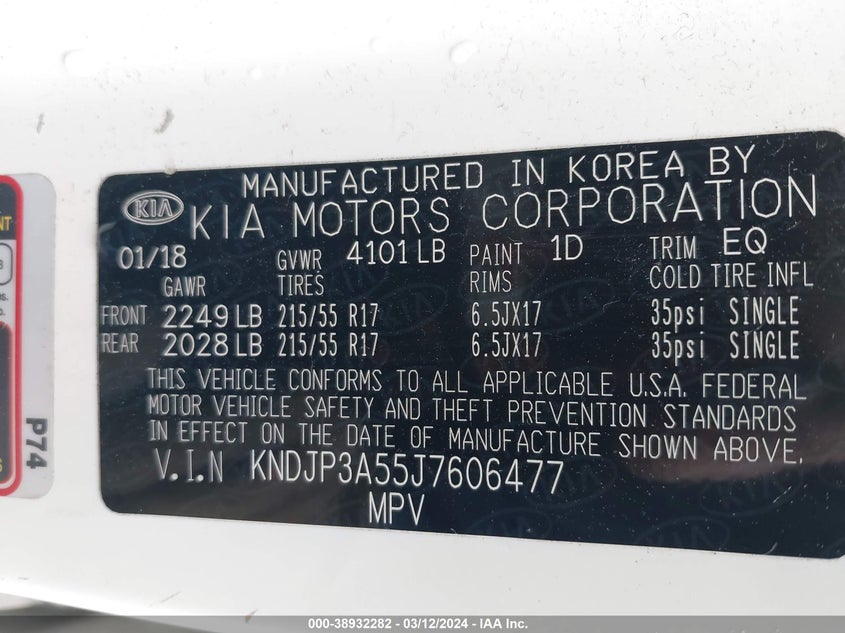 MANUFACTURED IN KOREA BY
KIA KIA MOTORS CORPORATION
01/18 GVWR 4101 LB PAINT 1D TRIM EQ
GAWR TIRES RIMS COLD TIRE INFL
FRONT 2249 LB 215/55 R17 6.5JX17 35psi SINGLE
REAR 2028 LB 215/55 R17 6.5JX17 35psi SINGLE
THIS VEHICLE CONFORMS TO ALL APPLICABLE U.S.A. FEDERAL
MOTOR VEHICLE SAFETY AND THEFT PREVENTION STANDARDS
IN EFFECT ON THE DATE OF MANUFACTURE SHOWN ABOVE.
V.I.N KNDJP3A55J7606477
MPV
P74
000-38932282 - 03/12/2024 - IAA Inc.